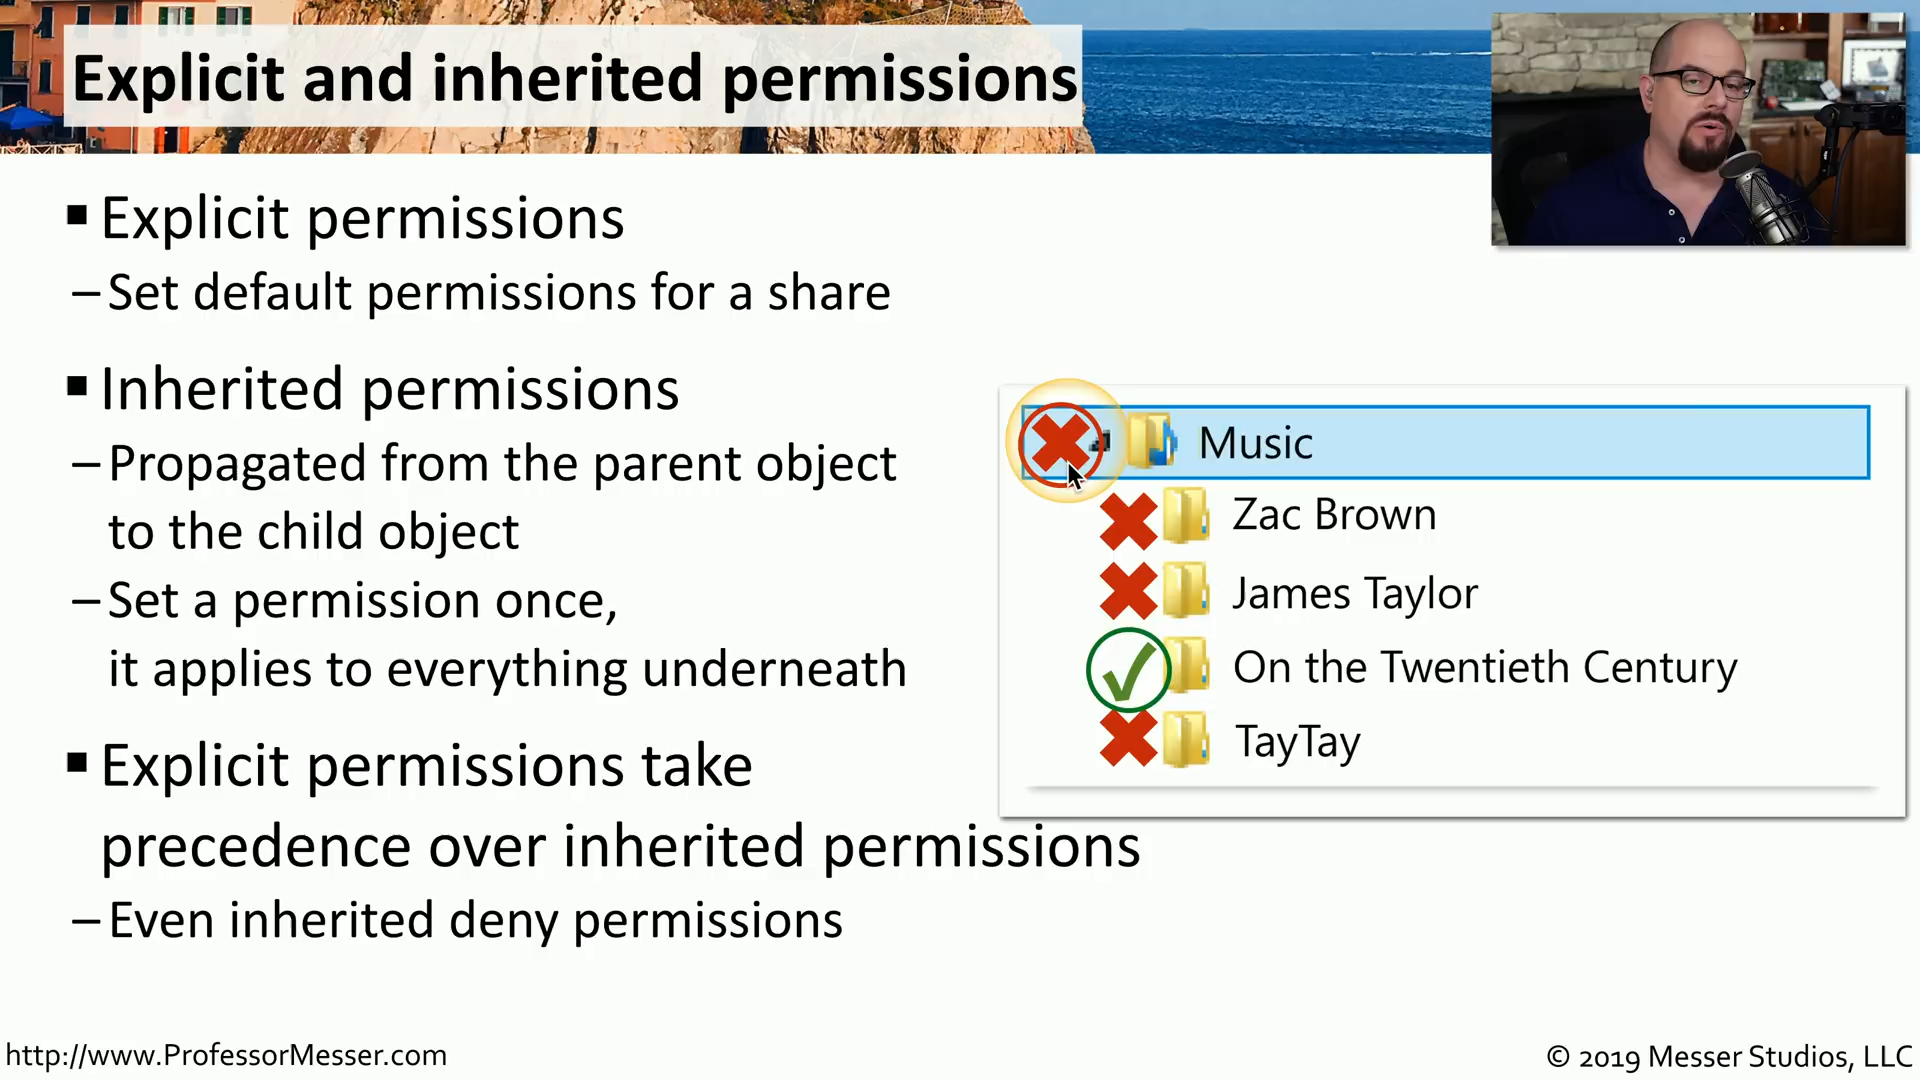 Explicit and inherited permissions
▪ Explicit permissions
– Set default permissions for a share
▪ Inherited permissions
– Propagated from the parent object
to the child object
– Set a permission once,
it applies to everything underneath
▪ Explicit permissions take
precedence over inherited permissions
– Even inherited deny permissions
Music
Zac Brown
James Taylor
On the Twentieth Century
TayTay
http://www.ProfessorMesser.com
© 2019 Messer Studios, LLC